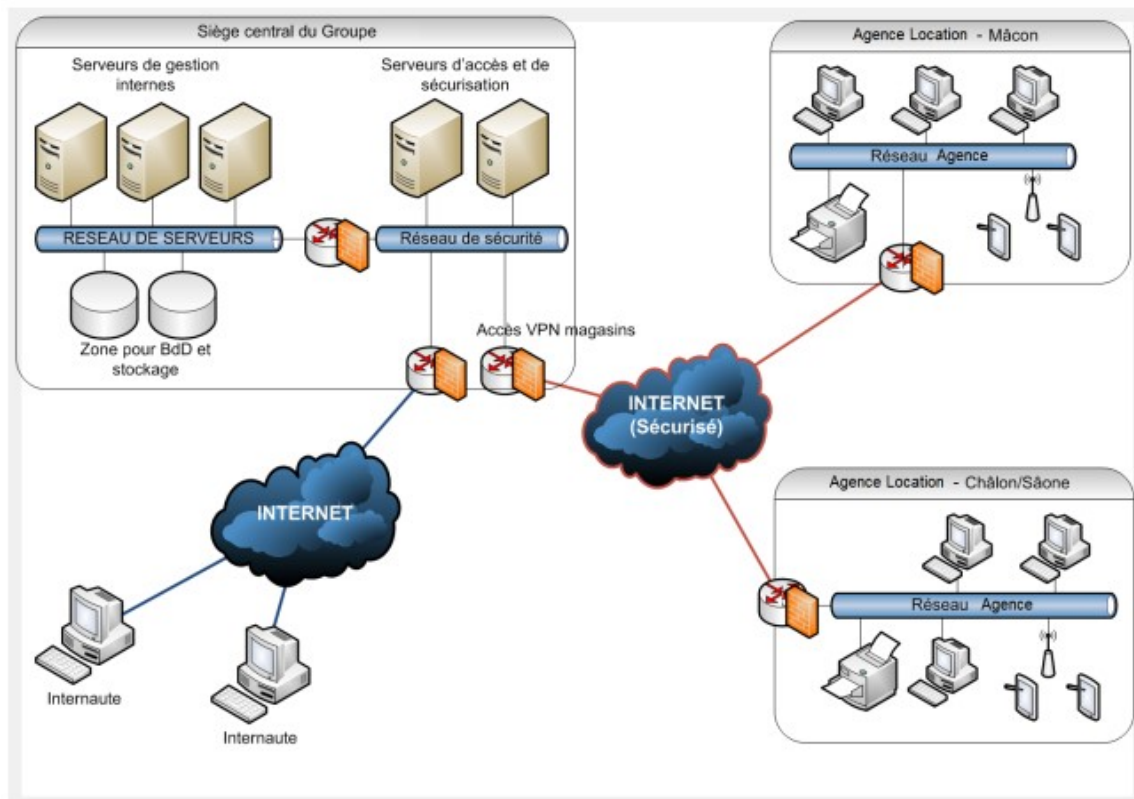 Siège central du Groupe
Serveurs de gestion
internes
Serveurs d'accès et de
sécurisation
RESEAU DE SERVEURS
Réseau de sécurité
Zone pour BdD et
stockage
Accès VPN magasins
Agence Location - Mâcon
Réseau Agence
INTERNET
(Sécurisé)
INTERNET
Agence Location - Châlon/Sâone
Réseau Agence
Internaute
Internaute